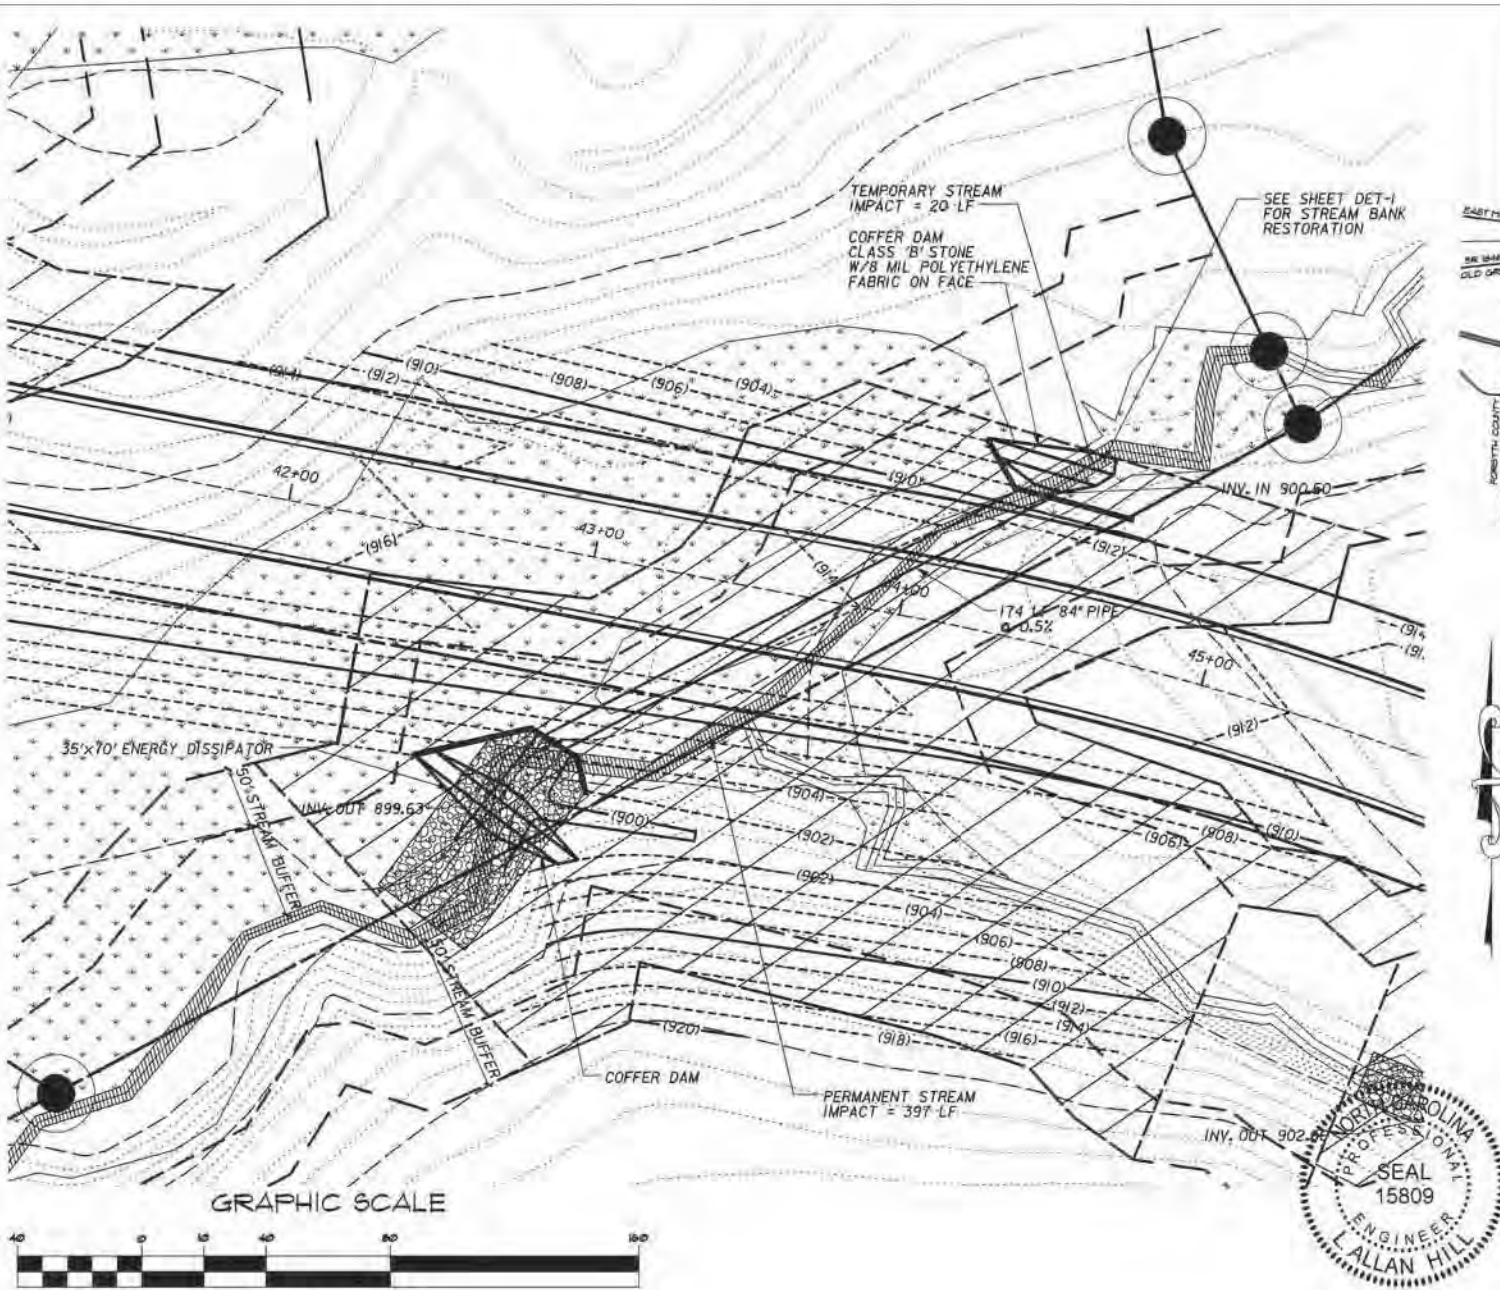 TEMPORARY STREAM
IMPACT = 20 LF
COFFER DAM
CLASS 'B' STONE
W/8 MIL POLYETHYLENE
FABRIC ON FACE
SEE SHEET DET-1
FOR STREAM BANK
RESTORATION
FORSYTH COUNTY
(914)
(912)
(910)
(908)
(906)
(904)
42+00
(916)
43+00
(910)
INV. IN 900.50
(912)
(914)
44+00
174 LF 84" PIPE
@ 0.5%
45+00
(912)
35'x70' ENERGY DISSIPATOR
50' STREAM BUFFER
INV. OUT 899.63
(900)
(904)
(902)
(906)
(908)
(910)
(902)
(904)
(906)
(908)
(910)
(912)
(914)
(916)
(918)
(920)
50' STREAM BUFFER
COFFER DAM
PERMANENT STREAM
IMPACT = 397 LF
INV. OUT
NORTH CAROLINA
PROFESSIONAL
SEAL
15809
ENGINEER
L ALLAN HILL
GRAPHIC SCALE
40 0 40 80 160